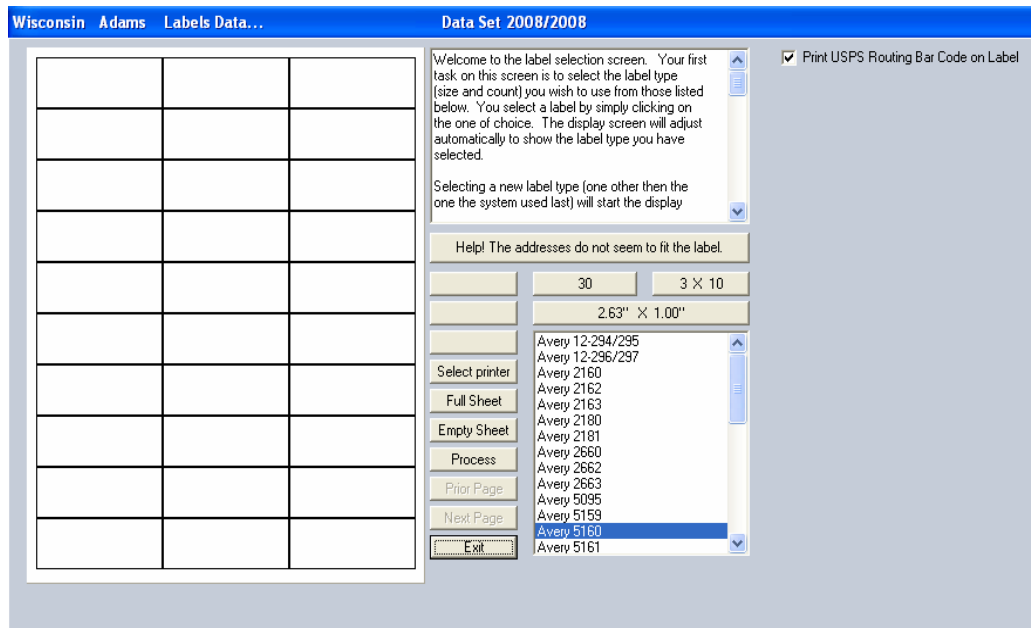 Wisconsin Adams Labels Data... Data Set 2008/2008
Welcome to the label selection screen. Your first
task on this screen is to select the label type
(size and count) you wish to use from those listed
below. You select a label by simply clicking on
the one of choice. The display screen will adjust
automatically to show the label type you have
selected.
Selecting a new label type (one other then the
one the system used last) will start the display
Print USPS Routing Bar Code on Label
Help! The addresses do not seem to fit the label.
30
3 X 10
2.63" X 1.00"
Select printer
Full Sheet
Empty Sheet
Process
Prior Page
Next Page
Exit
Avery 12-294/295
Avery 12-296/297
Avery 2160
Avery 2162
Avery 2163
Avery 2180
Avery 2181
Avery 2660
Avery 2662
Avery 2663
Avery 5095
Avery 5159
Avery 5160
Avery 5161